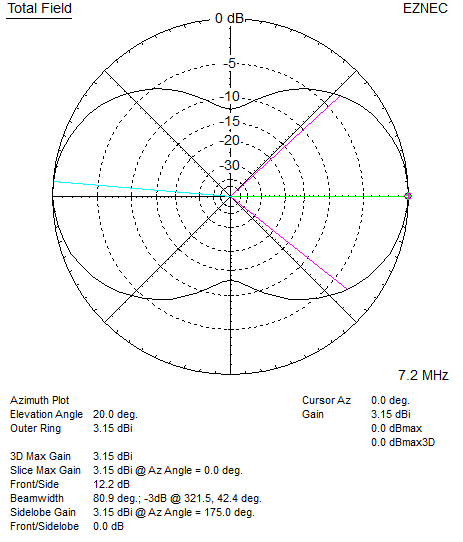 Total Field
EZNEC
0 dB
-5
-10
-15
-20
-30
7.2 MHz
Azimuth Plot
Elevation Angle 20.0 deg.
Outer Ring 3.15 dBi
Cursor Az 0.0 deg.
Gain 3.15 dBi
0.0 dBmax
0.0 dBmax3D
3D Max Gain 3.15 dBi
Slice Max Gain 3.15 dBi @ Az Angle = 0.0 deg.
Front/Side 12.2 dB
Beamwidth 80.9 deg.; -3dB @ 321.5, 42.4 deg.
Sidelobe Gain 3.15 dBi @ Az Angle = 175.0 deg.
Front/Sidelobe 0.0 dB